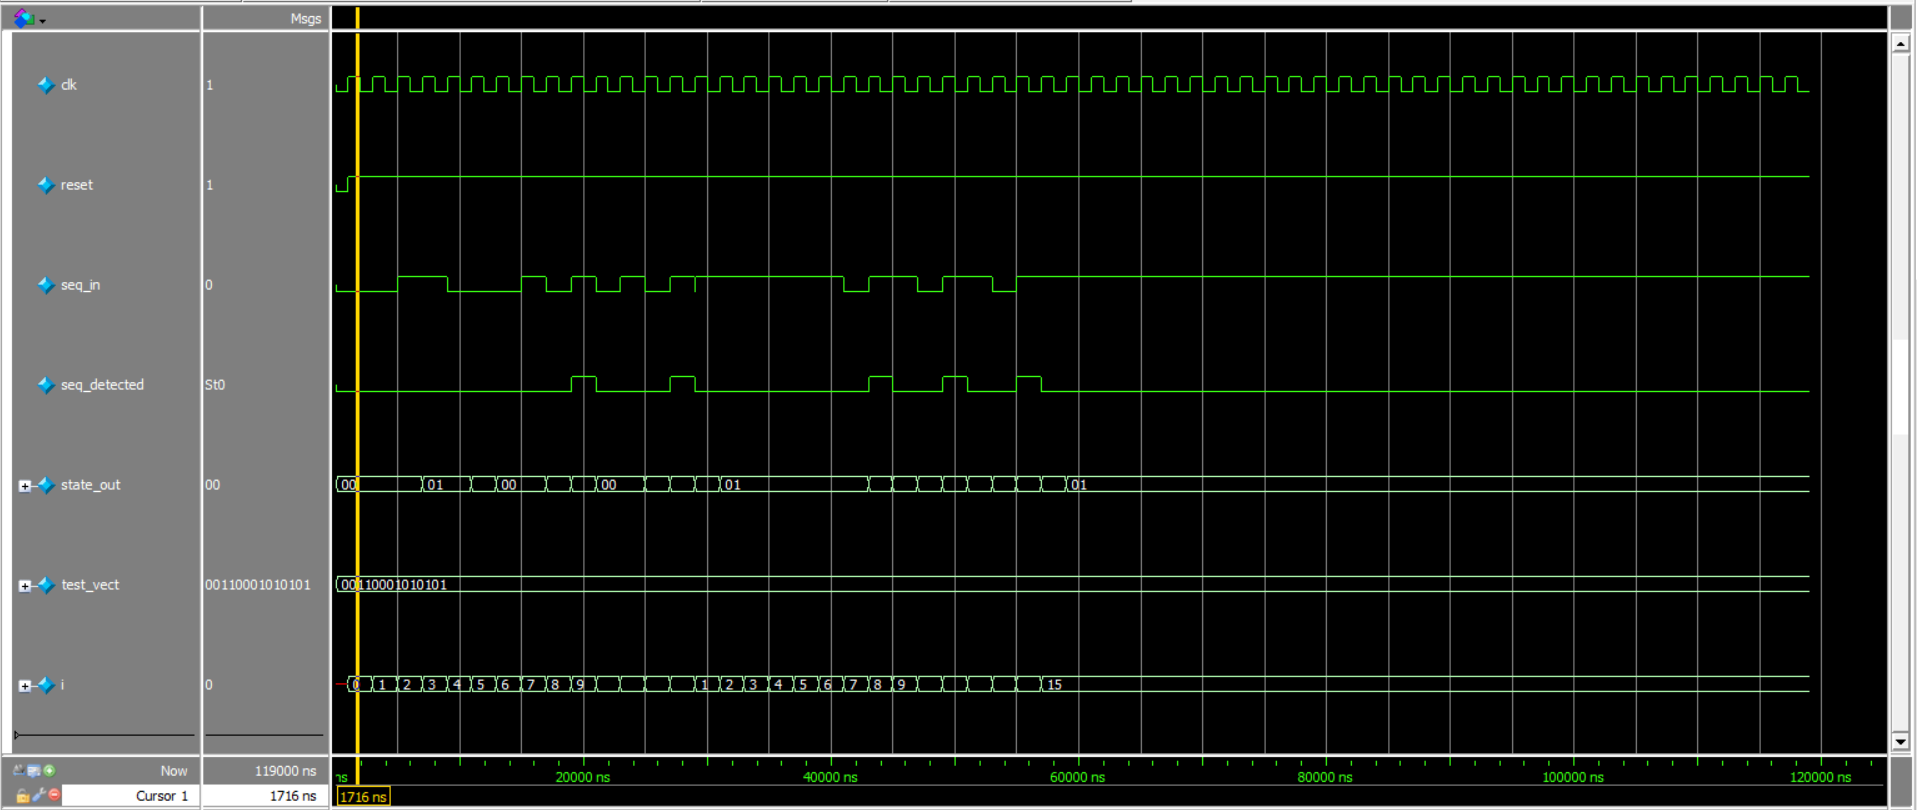 Msgs
clk 1
reset 1
seq_in 0
seq_detected St0
state_out 00 00 01 00 00 01 01
test_vect 00110001010101 00110001010101
i 0 0 1 2 3 4 5 6 7 8 9 1 2 3 4 5 6 7 8 9 15
Now 119000 ns ns 20000 ns 40000 ns 60000 ns 80000 ns 100000 ns 120000 ns
Cursor 1 1716 ns 1716 ns